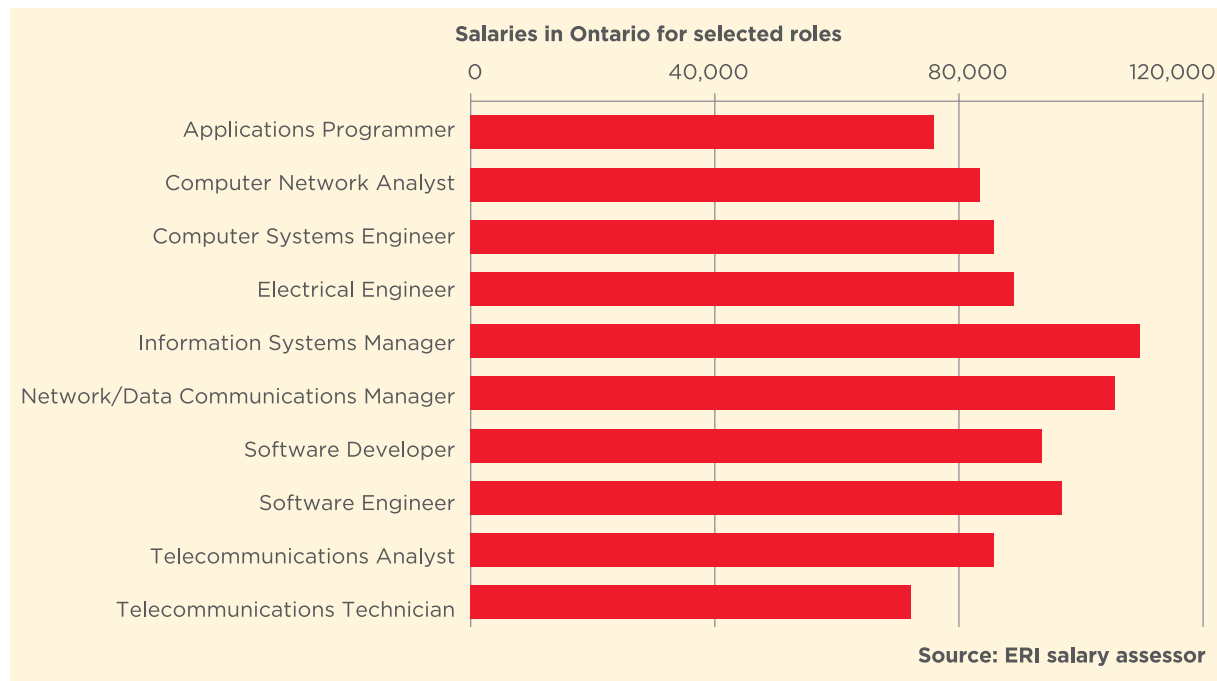 Salaries in Ontario for selected roles
0 40,000 80,000 120,000
Applications Programmer
Computer Network Analyst
Computer Systems Engineer
Electrical Engineer
Information Systems Manager
Network/Data Communications Manager
Software Developer
Software Engineer
Telecommunications Analyst
Telecommunications Technician
Source: ERI salary assessor